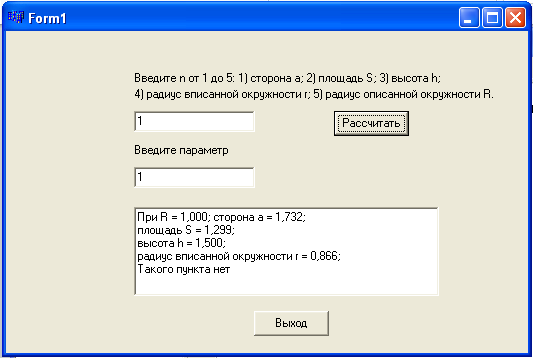 Form1
Введите n от 1 до 5: 1) сторона a; 2) площадь S; 3) высота h;
4) радиус вписанной окружности r; 5) радиус описанной окружности R.
1
Рассчитать
Введите параметр
1
При R = 1,000; сторона a = 1,732;
площадь S = 1,299;
высота h = 1,500;
радиус вписанной окружности r = 0,866;
Такого пункта нет
Выход